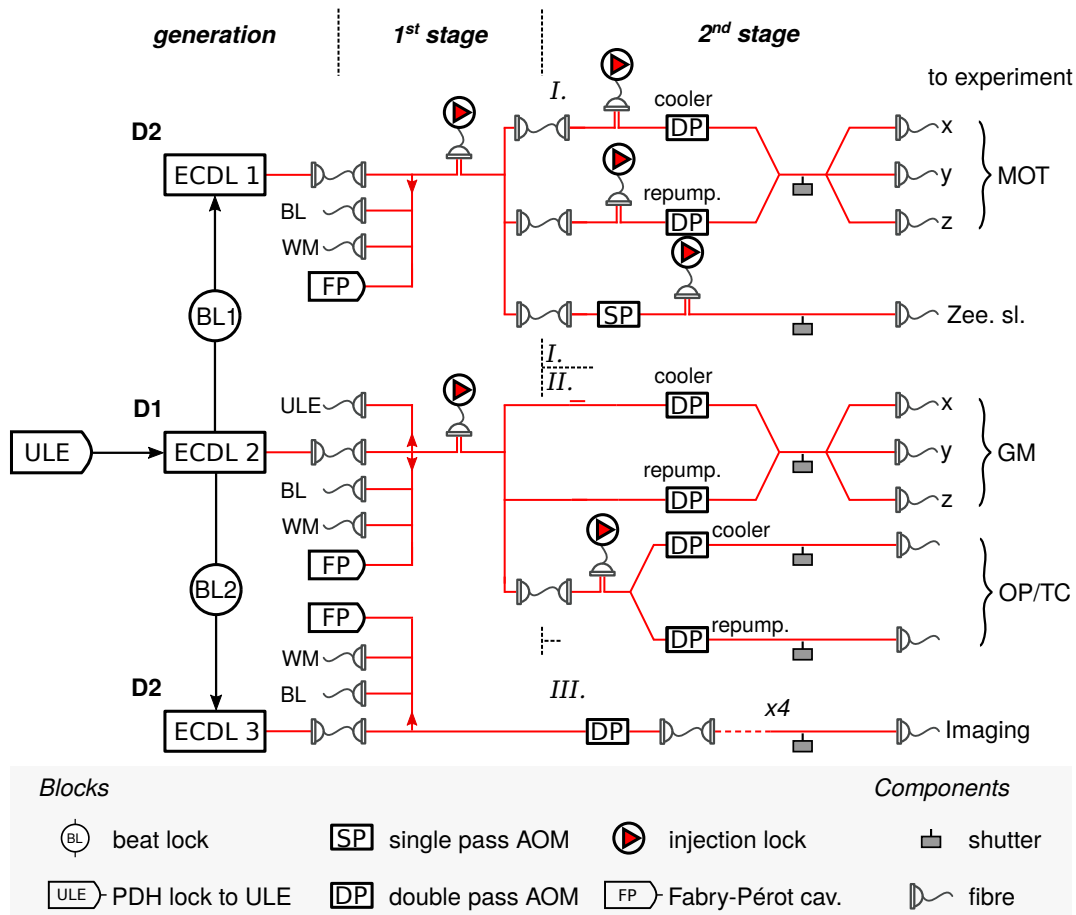 generation 1st stage 2nd stage
I. to experiment
cooler
D2 DP x
ECDL 1 y MOT
BL repump.
WM DP z
FP
BL1 SP Zee. sl.
I.
II. cooler
D1 ULE DP x
ULE ECDL 2 y GM
BL repump.
WM DP z
FP DP cooler
BL2 OP/TC
FP
WM DP repump.
D2 BL III.
x4
ECDL 3 DP Imaging
Blocks Components
BL beat lock SP single pass AOM injection lock shutter
ULE PDH lock to ULE DP double pass AOM FP Fabry-Pérot cav. fibre